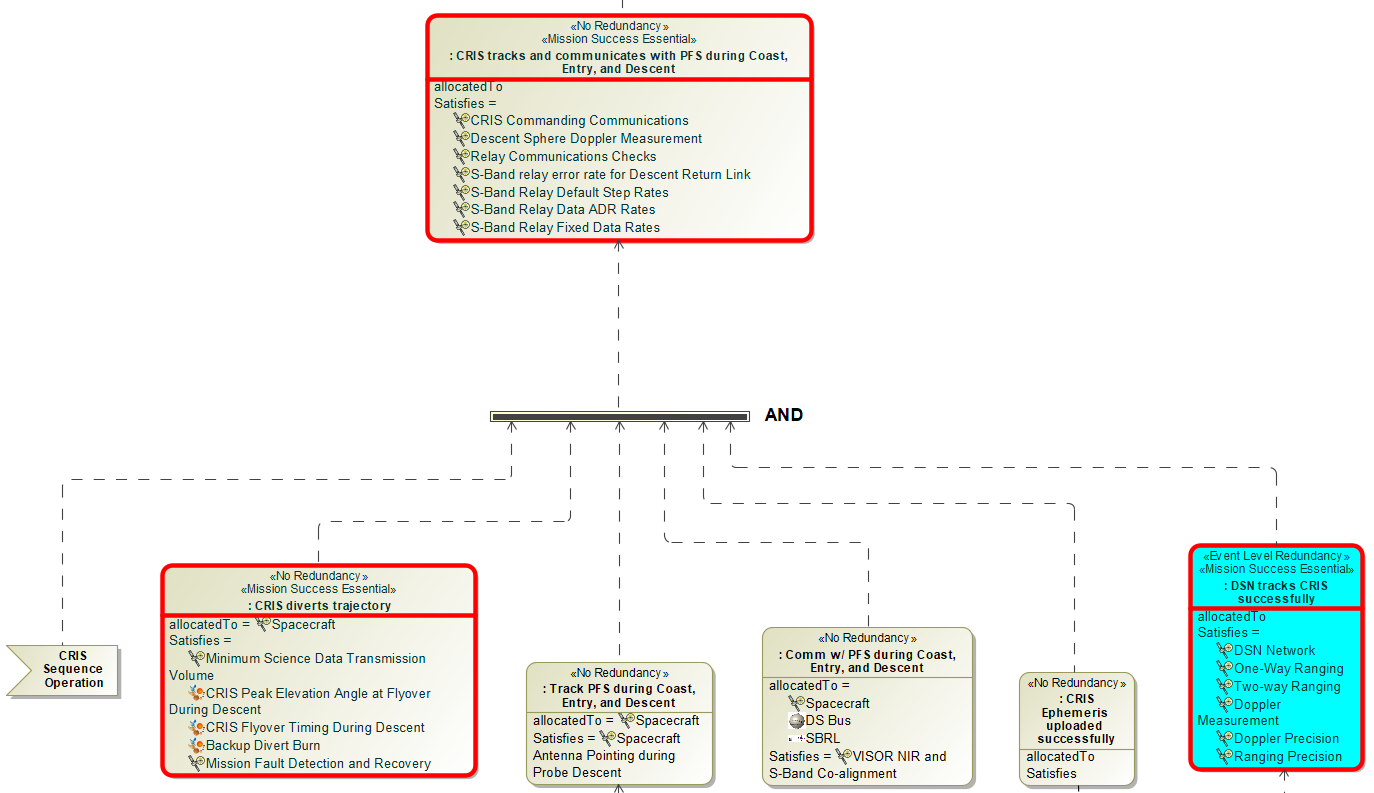 «No Redundancy »
«Mission Success Essential»
: CRIS tracks and communicates with PFS during Coast,
Entry, and Descent
allocatedTo
Satisfies =
CRIS Commanding Communications
Descent Sphere Doppler Measurement
Relay Communications Checks
S-Band relay error rate for Descent Return Link
S-Band Relay Default Step Rates
S-Band Relay Data ADR Rates
S-Band Relay Fixed Data Rates
AND
CRIS
Sequence
Operation
«No Redundancy »
«Mission Success Essential»
: CRIS diverts trajectory
allocatedTo = Spacecraft
Satisfies =
Minimum Science Data Transmission
Volume
CRIS Peak Elevation Angle at Flyover
During Descent
CRIS Flyover Timing During Descent
Backup Divert Burn
Mission Fault Detection and Recovery
«No Redundancy »
: Track PFS during Coast,
Entry, and Descent
allocatedTo = Spacecraft
Satisfies = Spacecraft
Antenna Pointing during
Probe Descent
«No Redundancy »
: Comm w/ PFS during Coast,
Entry, and Descent
allocatedTo =
Spacecraft
DS Bus
SBRL
Satisfies = VISOR NIR and
S-Band Co-alignment
«No Redundancy »
: CRIS
Ephemeris
uploaded
successfully
allocatedTo
Satisfies
«Event Level Redundancy »
«Mission Success Essential»
: DSN tracks CRIS
successfully
allocatedTo
Satisfies =
DSN Network
One-Way Ranging
Two-way Ranging
Doppler
Measurement
Doppler Precision
Ranging Precision